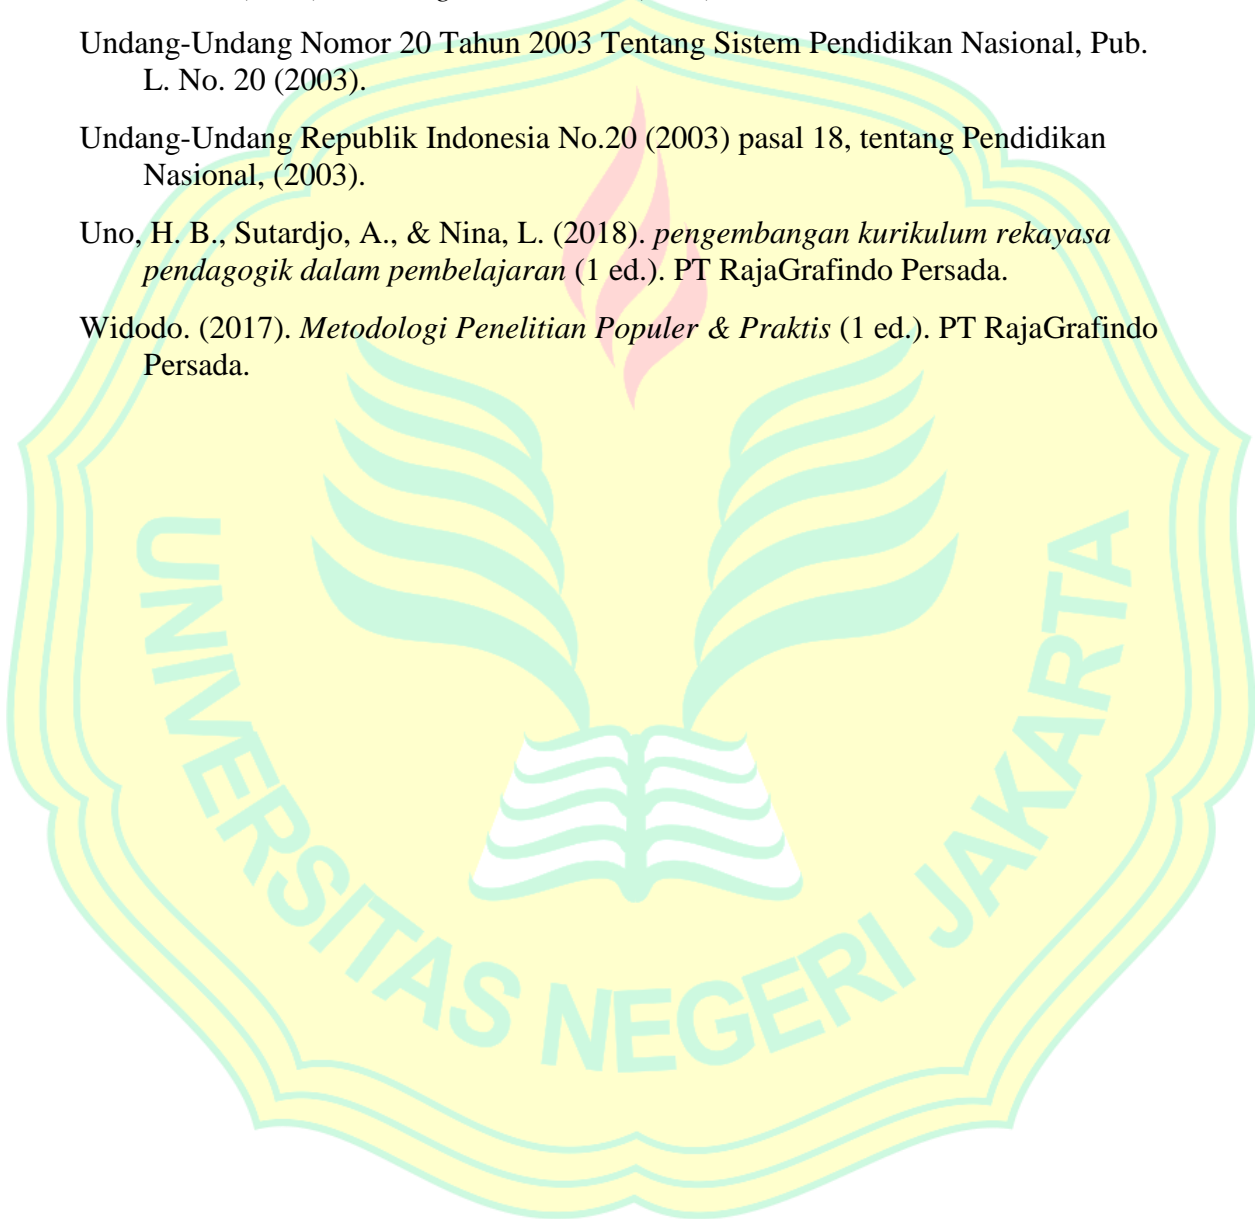 Undang-Undang Nomor 20 Tahun 2003 Tentang Sistem Pendidikan Nasional, Pub.
L. No. 20 (2003).
Undang-Undang Republik Indonesia No.20 (2003) pasal 18, tentang Pendidikan
Nasional, (2003).
Uno, H. B., Sutardjo, A., & Nina, L. (2018). pengembangan kurikulum rekayasa
pendagogik dalam pembelajaran (1 ed.). PT RajaGrafindo Persada.
Widodo. (2017). Metodologi Penelitian Populer & Praktis (1 ed.). PT RajaGrafindo
Persada.
UNIVERSITAS NEGERI JAKARTA